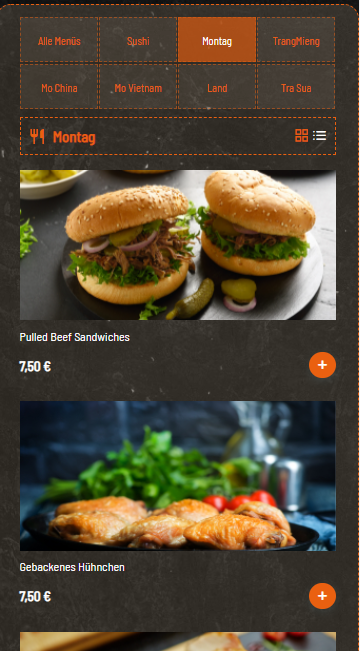 Alle Menüs
Sushi
Montag
TrangMieng
Mo China
Mo Vietnam
Land
Tra Sua
Montag
Pulled Beef Sandwiches
7,50 €
+
Gebackenes Hühnchen
7,50 €
+